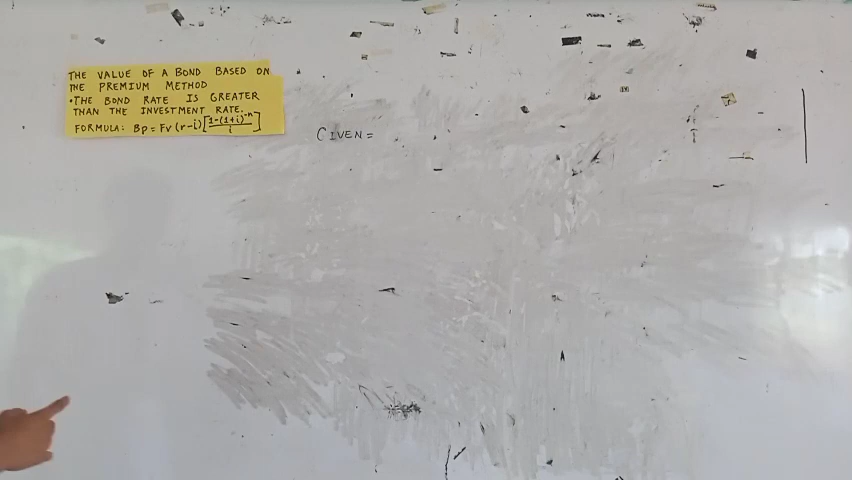 THE VALUE OF A BOND BASED ON
THE PREMIUM METHOD
•THE BOND RATE IS GREATER
THAN THE INVESTMENT RATE.
FORMULA: Bp = Fv (r-i) [1-(1+i)^-n / i]
GIVEN =